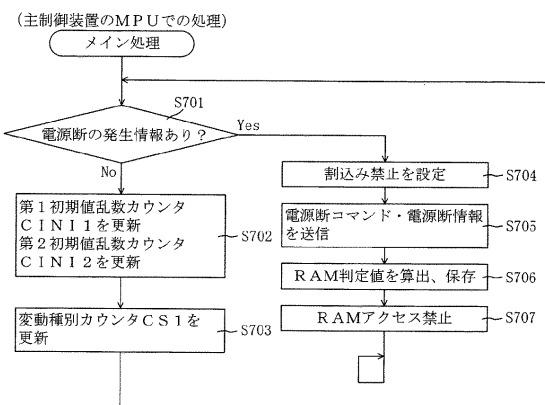 (主制御装置のMPUでの処理)
メイン処理
S701
電源断の発生情報あり?
Yes
No
第1初期値乱数カウンタ
CINI1を更新
第2初期値乱数カウンタ
CINI2を更新
S702
変動種別カウンタCS1を
更新
S703
割込み禁止を設定
S704
電源断コマンド・電源断情報
を送信
S705
RAM判定値を算出、保存
S706
RAMアクセス禁止
S707